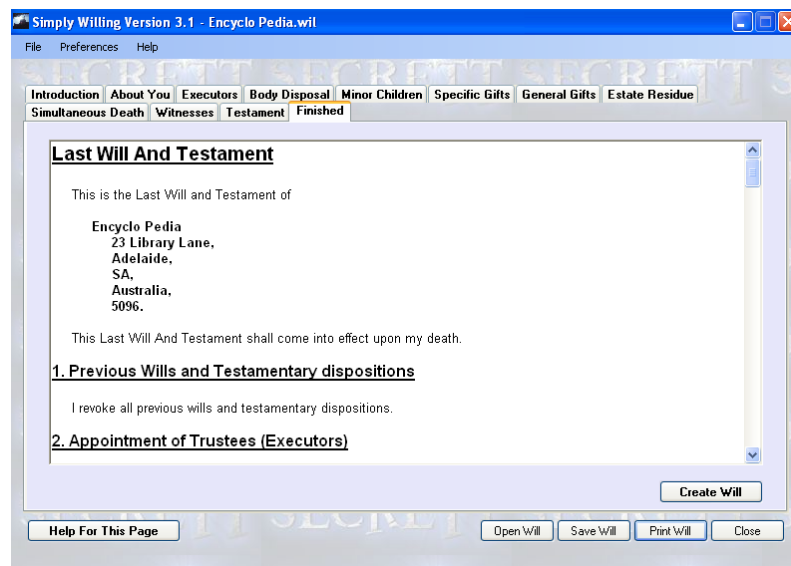 Simply Willing Version 3.1 - Encyclo Pedia.wil
File Preferences Help
SECRETT SECRETT SECRETT
Introduction About You Executors Body Disposal Minor Children Specific Gifts General Gifts Estate Residue
Simultaneous Death Witnesses Testament Finished
Last Will And Testament
This is the Last Will and Testament of
Encyclo Pedia
23 Library Lane,
Adelaide,
SA,
Australia,
5096.
This Last Will And Testament shall come into effect upon my death.
1. Previous Wills and Testamentary dispositions
I revoke all previous wills and testamentary dispositions.
2. Appointment of Trustees (Executors)
Create Will
Help For This Page Open Will Save Will Print Will Close